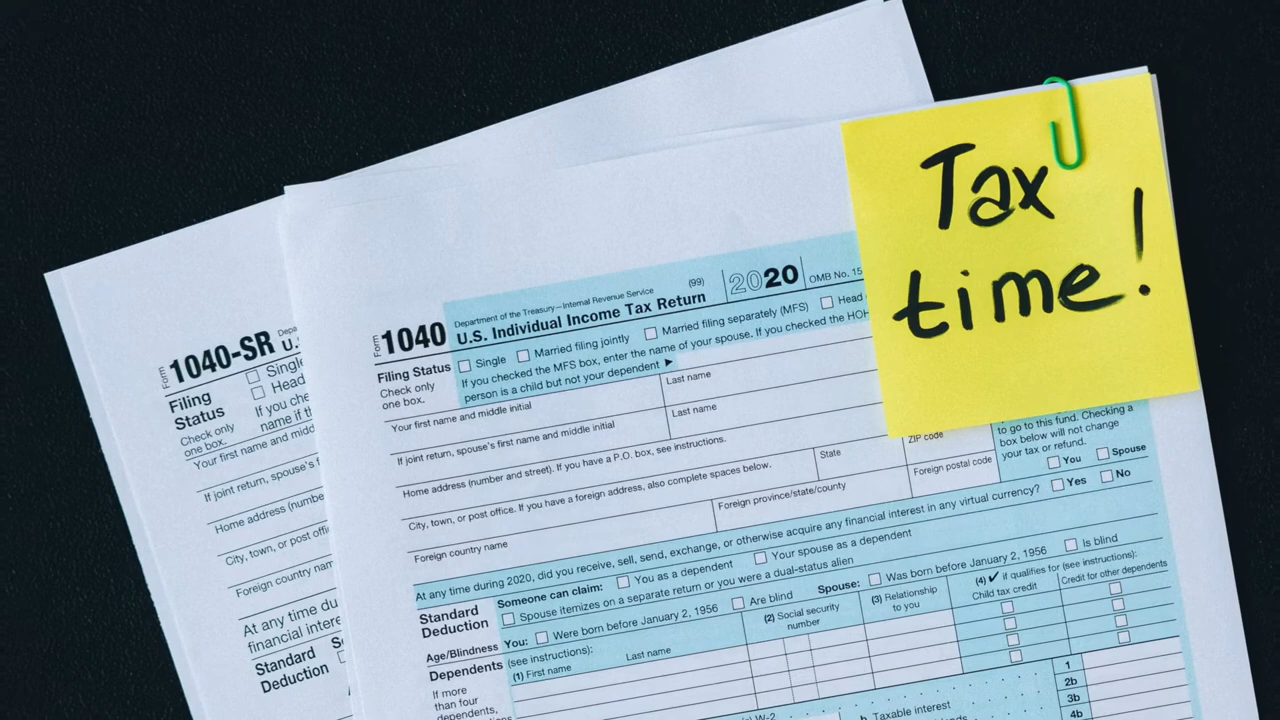 Tax
time!
Form 1040-SR
Filing
Status
Check only
one box.
Single
Head
If you che
name if th
Your first name and midd
If joint return, spouse's f
Home address (numbe
City, town, or post offi
Foreign country nam
At any time du
financial intere
Standard
Deduction
Form 1040
Department of the Treasury—Internal Revenue Service
(99)
U.S. Individual Income Tax Return
2020
OMB No. 15
Filing Status
Check only
one box.
Single Married filing jointly Married filing separately (MFS) Head
If you checked the MFS box, enter the name of your spouse. If you checked the HOH
person is a child but not your dependent ▶
Your first name and middle initial Last name
If joint return, spouse's first name and middle initial Last name
Home address (number and street). If you have a P.O. box, see instructions.
City, town, or post office. If you have a foreign address, also complete spaces below. State ZIP code
Foreign country name Foreign province/state/county Foreign postal code
to go to this fund. Checking a
box below will not change
your tax or refund.
You Spouse
At any time during 2020, did you receive, sell, send, exchange, or otherwise acquire any financial interest in any virtual currency? Yes No
Standard
Deduction
Someone can claim: You as a dependent Your spouse as a dependent
Spouse itemizes on a separate return or you were a dual-status alien
Age/Blindness You: Were born before January 2, 1956 Are blind Spouse: Was born before January 2, 1956 Is blind
Dependents (see instructions):
(1) First name Last name
(2) Social security
number
(3) Relationship
to you
(4) ✔ if qualifies for (see instructions):
Child tax credit Credit for other dependents
If more
than four
dependents,
1
2b
3b
4b
W-2
b Taxable interest